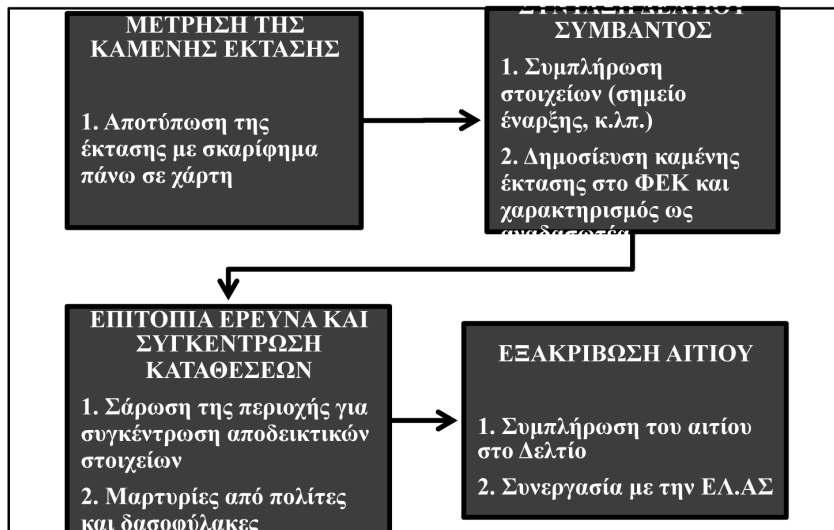 ΜΕΤΡΗΣΗ ΤΗΣ
ΚΑΜΕΝΗΣ ΕΚΤΑΣΗΣ
1. Αποτύπωση της
έκτασης με σκαρίφημα
πάνω σε χάρτη
ΣΥΝΤΑΞΗ ΔΕΛΤΙΟΥ
ΣΥΜΒΑΝΤΟΣ
1. Συμπλήρωση
στοιχείων (σημείο
έναρξης, κ.λπ.)
2. Δημοσίευση καμένης
έκτασης στο ΦΕΚ και
χαρακτηρισμός ως
αναδασωτέα
ΕΠΙΤΟΠΙΑ ΕΡΕΥΝΑ ΚΑΙ
ΣΥΓΚΕΝΤΡΩΣΗ
ΚΑΤΑΘΕΣΕΩΝ
1. Σάρωση της περιοχής για
συγκέντρωση αποδεικτικών
στοιχείων
2. Μαρτυρίες από πολίτες
και δασοφύλακες
ΕΞΑΚΡΙΒΩΣΗ ΑΙΤΙΟΥ
1. Συμπλήρωση του αιτίου
στο Δελτίο
2. Συνεργασία με την ΕΛ.ΑΣ